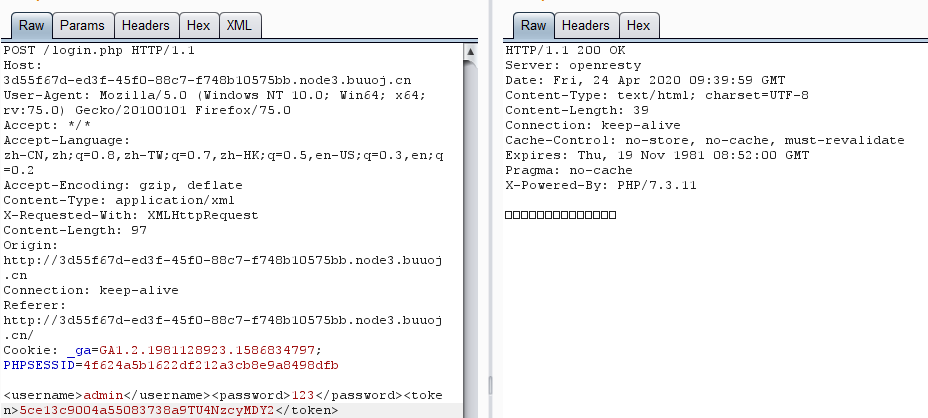 Raw Params Headers Hex XML
POST /login.php HTTP/1.1
Host:
3d55f67d-ed3f-45f0-88c7-f748b10575bb.node3.buuoj.cn
User-Agent: Mozilla/5.0 (Windows NT 10.0; Win64; x64;
rv:75.0) Gecko/20100101 Firefox/75.0
Accept: */*
Accept-Language:
zh-CN,zh;q=0.8,zh-TW;q=0.7,zh-HK;q=0.5,en-US;q=0.3,en;q
=0.2
Accept-Encoding: gzip, deflate
Content-Type: application/xml
X-Requested-With: XMLHttpRequest
Content-Length: 97
Origin:
http://3d55f67d-ed3f-45f0-88c7-f748b10575bb.node3.buuoj
.cn
Connection: keep-alive
Referer:
http://3d55f67d-ed3f-45f0-88c7-f748b10575bb.node3.buuoj
.cn/
Cookie: _ga=GA1.2.1981128923.1586834797;
PHPSESSID=4f624a5b1622df212a3cb8e9a8498dfb
<username>admin</username><password>123</password><toke
n>5ce13c9004a55083738a9TU4NzcyMDY2</token>
Raw Headers Hex
HTTP/1.1 200 OK
Server: openresty
Date: Fri, 24 Apr 2020 09:39:59 GMT
Content-Type: text/html; charset=UTF-8
Content-Length: 39
Connection: keep-alive
Cache-Control: no-store, no-cache, must-revalidate
Expires: Thu, 19 Nov 1981 08:52:00 GMT
Pragma: no-cache
X-Powered-By: PHP/7.3.11